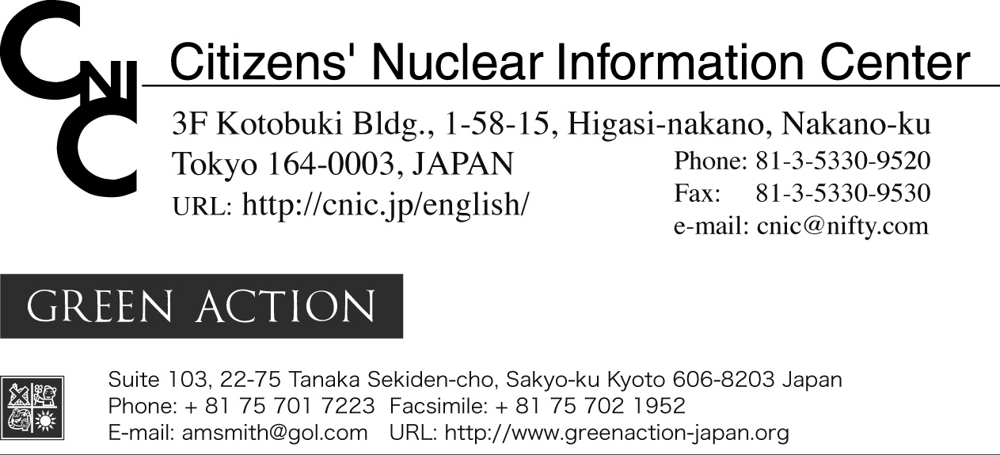 CNIC
Citizens' Nuclear Information Center
3F Kotobuki Bldg., 1-58-15, Higasi-nakano, Nakano-ku
Tokyo 164-0003, JAPAN
URL: http://cnic.jp/english/
Phone: 81-3-5330-9520
Fax: 81-3-5330-9530
e-mail: cnic@nifty.com
GREEN ACTION
Suite 103, 22-75 Tanaka Sekiden-cho, Sakyo-ku Kyoto 606-8203 Japan
Phone: + 81 75 701 7223 Facsimile: + 81 75 702 1952
E-mail: amsmith@gol.com URL: http://www.greenaction-japan.org